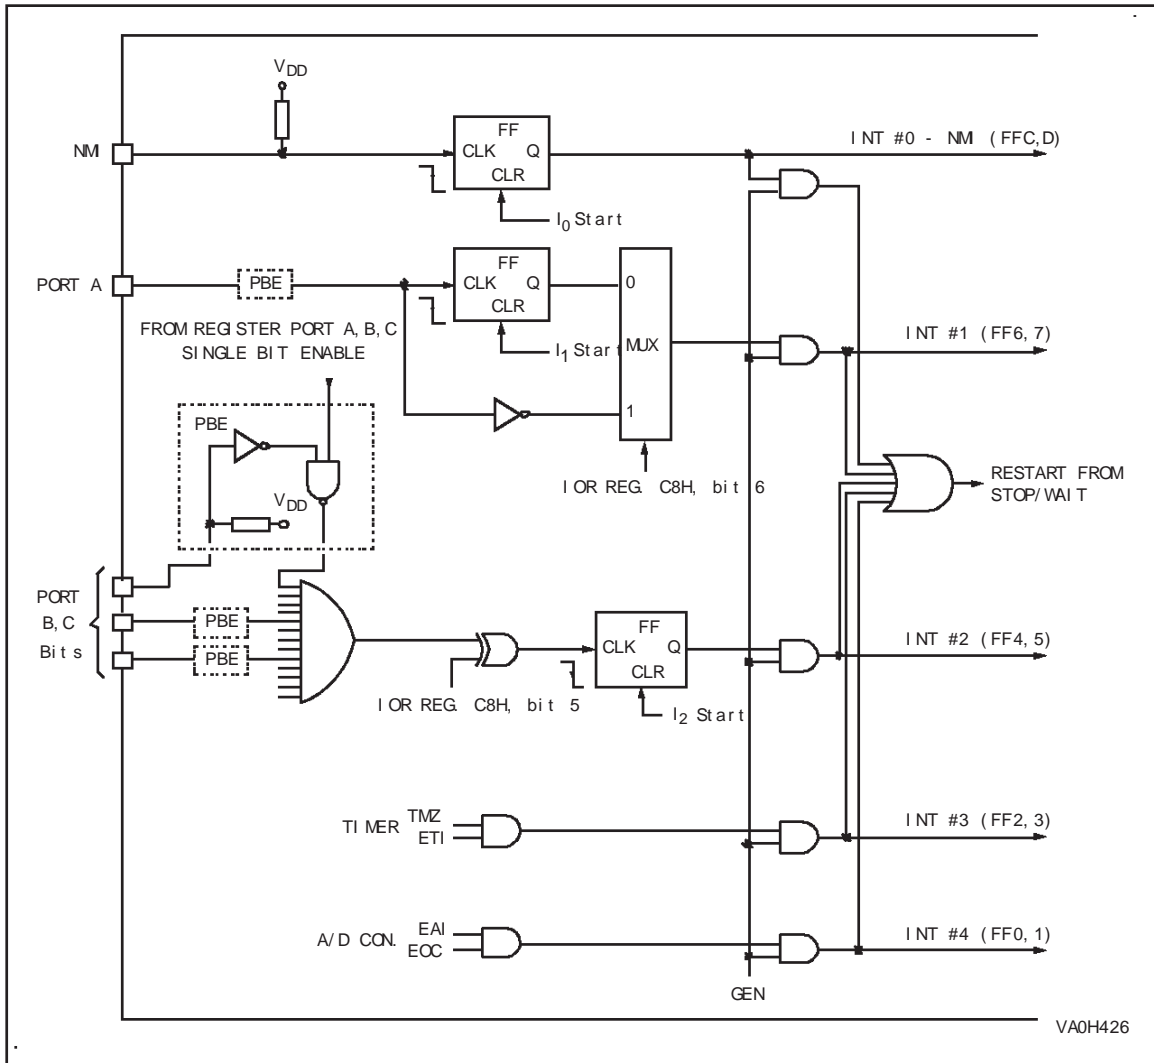 VDD
NMI
FF
CLK Q
CLR
I0 Start
INT #0 - NMI (FFC,D)
PORT A
PBE
FF
CLK Q
CLR
I1 Start
0
MUX
1
INT #1 (FF6,7)
FROM REGISTER PORT A,B,C
SINGLE BIT ENABLE
PBE
VDD
IOR REG. C8H, bit 6
RESTART FROM
STOP/WAIT
PORT
B,C
Bits
PBE
PBE
FF
CLK Q
CLR
I2 Start
IOR REG. C8H, bit 5
INT #2 (FF4,5)
TIMER
TMZ
ETI
INT #3 (FF2,3)
A/D CON.
EAI
EOC
INT #4 (FF0,1)
GEN
VA0H426